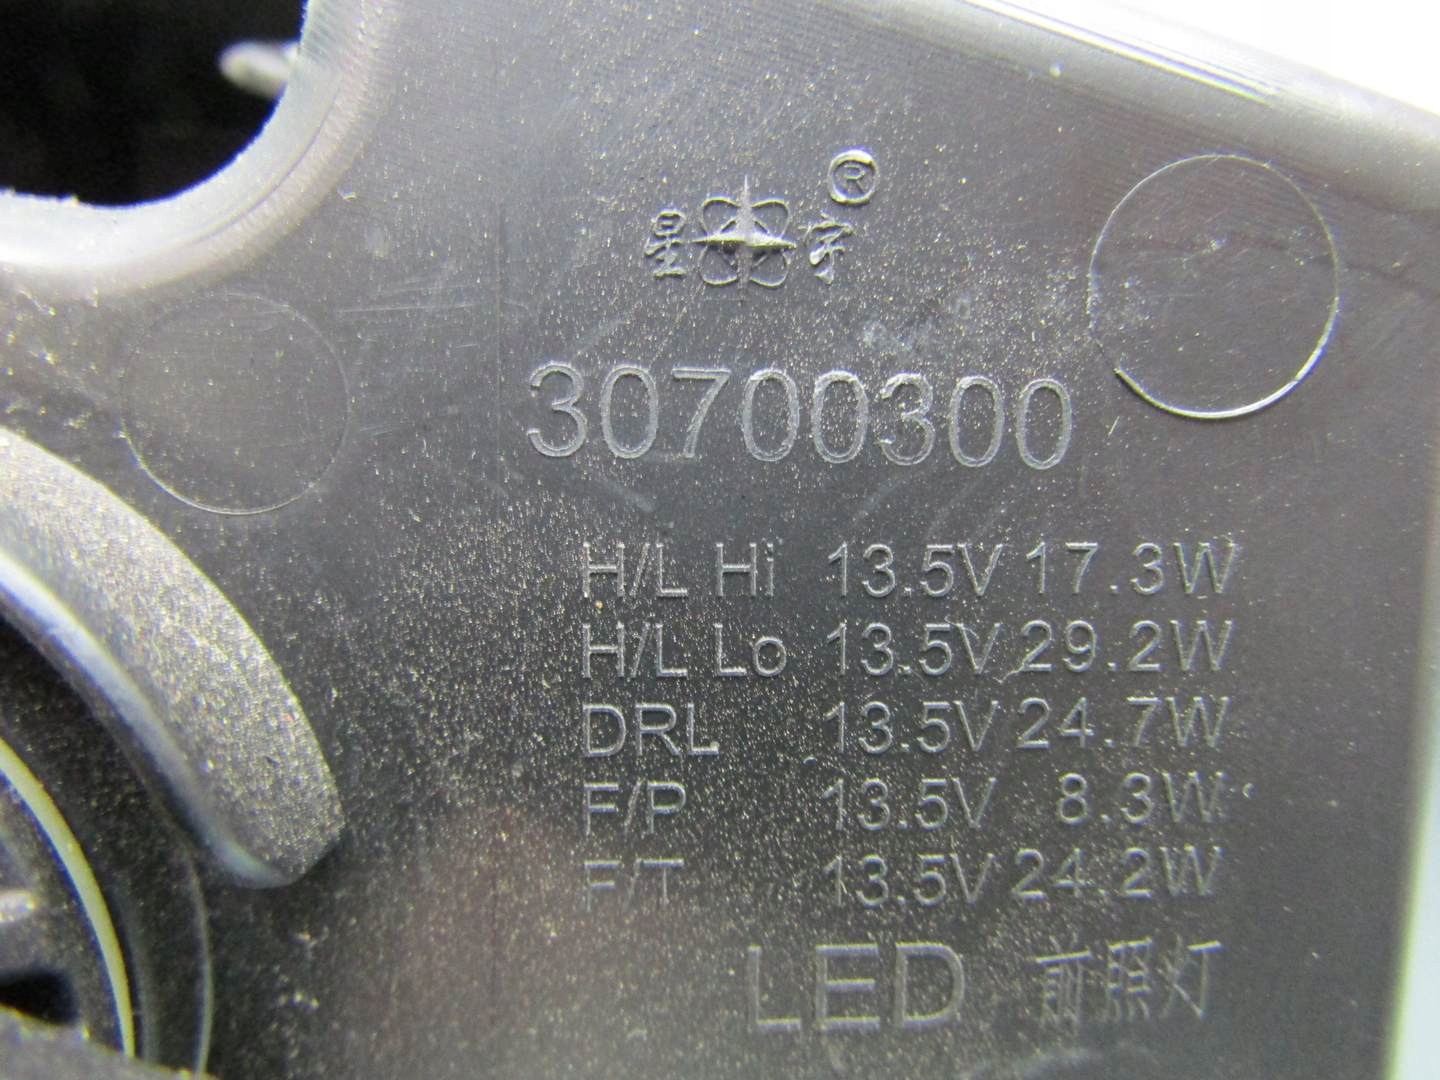 星宇®
30700300
H/L Hi 13.5V 17.3W
H/L Lo 13.5V 29.2W
DRL 13.5V 24.7W
F/P 13.5V 8.3W
F/T 13.5V 24.2W
LED 前照灯